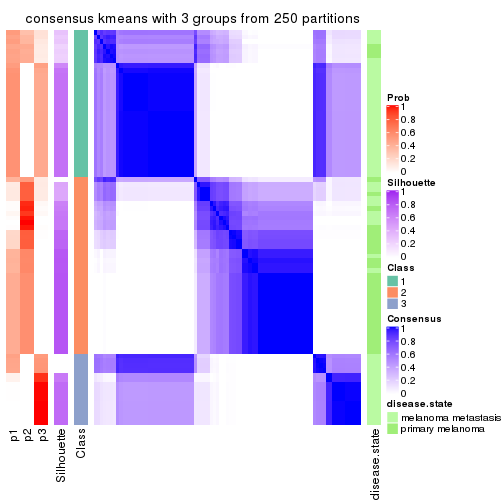 consensus kmeans with 3 groups from 250 partitions
Prob
1
0.8
0.6
0.4
0.2
0
Silhouette
1
0.8
0.6
0.4
0.2
0
Class
1
2
3
Consensus
1
0.8
0.6
0.4
0.2
0
disease.state
melanoma metastasis
primary melanoma
p1
p2
p3
Silhouette
Class
disease.state